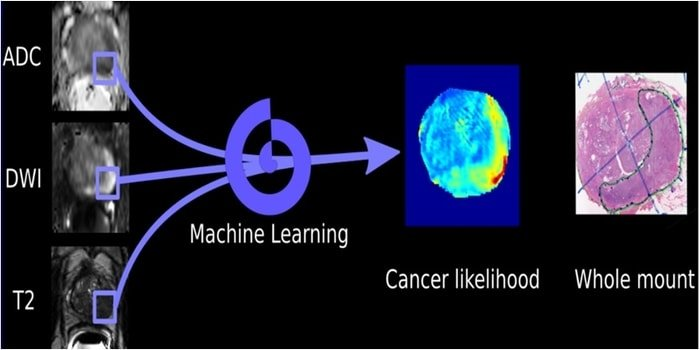 ADC
DWI
T2
Machine Learning
Cancer likelihood
Whole mount